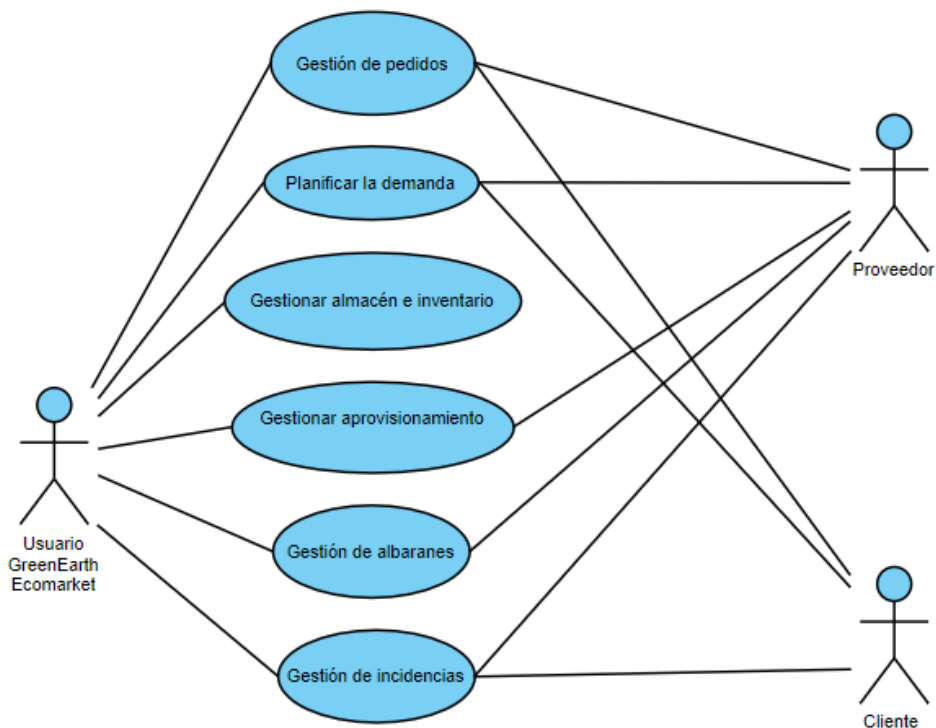 Gestión de pedidos
Planificar la demanda
Proveedor
Gestionar almacén e inventario
Gestionar aprovisionamiento
Usuario
GreenEarth
Ecomarket
Gestión de albaranes
Gestión de incidencias
Cliente